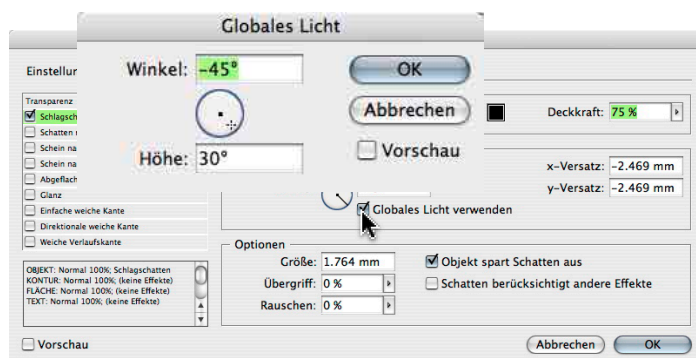 Globales Licht
Winkel: -45°
OK
Abbrechen
Höhe: 30°
Vorschau
Einstellur
Transparenz
Schlagsch
Schatten
Schein na
Schein na
Abgeflach
Glanz
Einfache weiche Kante
Direktionale weiche Kante
Weiche Verlaufskante
OBJEKT: Normal 100%; Schlagschatten
KONTUR: Normal 100%; (keine Effekte)
FLÄCHE: Normal 100%; (keine Effekte)
TEXT: Normal 100%; (keine Effekte)
Vorschau
Deckkraft: 75 %
x-Versatz: -2.469 mm
y-Versatz: -2.469 mm
Globales Licht verwenden
Optionen
Größe: 1.764 mm
Objekt spart Schatten aus
Übergriff: 0 %
Schatten berücksichtigt andere Effekte
Rauschen: 0 %
Abbrechen
OK